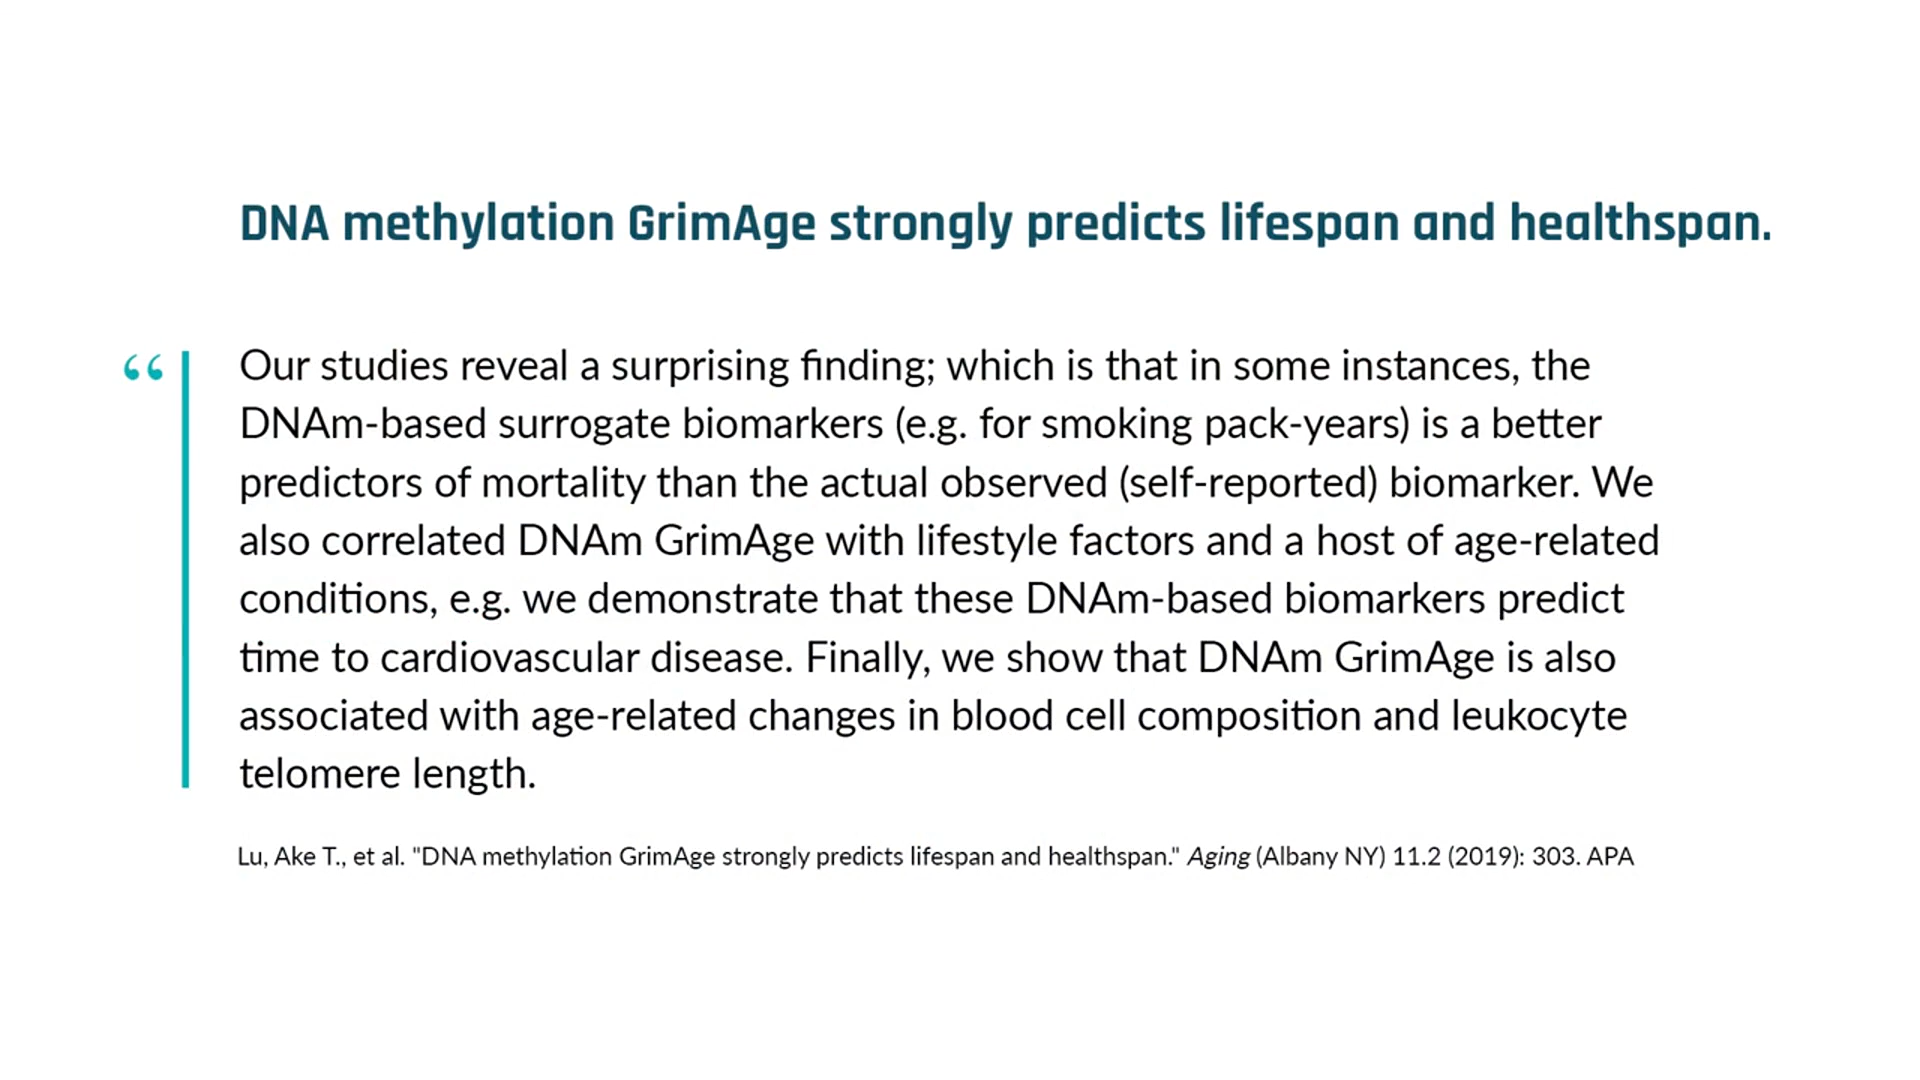 DNA methylation GrimAge strongly predicts lifespan and healthspan.
“
Our studies reveal a surprising finding; which is that in some instances, the
DNAm-based surrogate biomarkers (e.g. for smoking pack-years) is a better
predictors of mortality than the actual observed (self-reported) biomarker. We
also correlated DNAm GrimAge with lifestyle factors and a host of age-related
conditions, e.g. we demonstrate that these DNAm-based biomarkers predict
time to cardiovascular disease. Finally, we show that DNAm GrimAge is also
associated with age-related changes in blood cell composition and leukocyte
telomere length.
Lu, Ake T., et al. "DNA methylation GrimAge strongly predicts lifespan and healthspan." Aging (Albany NY) 11.2 (2019): 303. APA